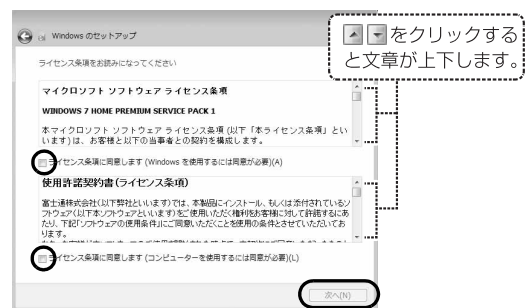 Windows のセットアップ
をクリックする
と文章が上下します。
ライセンス条項をお読みになってください
マイクロソフト ソフトウェア ライセンス条項
WINDOWS 7 HOME PREMIUM SERVICE PACK 1
本マイクロソフト ソフトウェア ライセンス条項 (以下「本ライセンス条項」とい
います) は、お客様と以下の当事者との契約を構成します。
ライセンス条項に同意します (Windows を使用するには同意が必要)(A)
使用許諾契約書(ライセンス条項)
富士通株式会社(以下弊社といいます)では、本製品にインストール、もしくは添付されているソ
フトウェア(以下本ソフトウェアといいます)をご使用いただく権利をお客様に対して許諾するにあ
たり、下記「ソフトウェアの使用条件」にご同意いただくことを使用の条件とさせていただいてお
ります。
ライセンス条項に同意します (コンピューターを使用するには同意が必要)(L)
次へ(N)